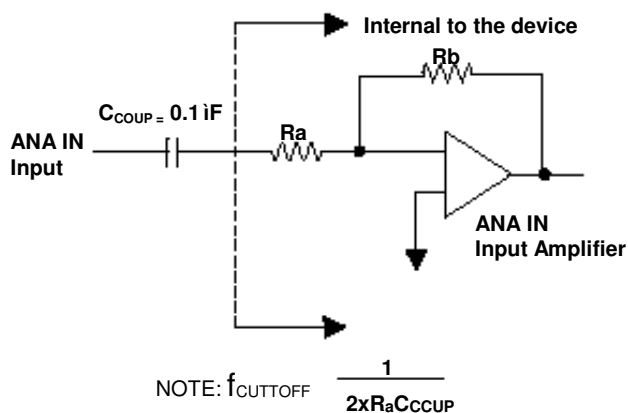 Internal to the device
Rb
CCOUP = 0.1 ìF
Ra
ANA IN
Input
ANA IN
Input Amplifier
NOTE: fCUTTOFF 1
2xRaCCCUP